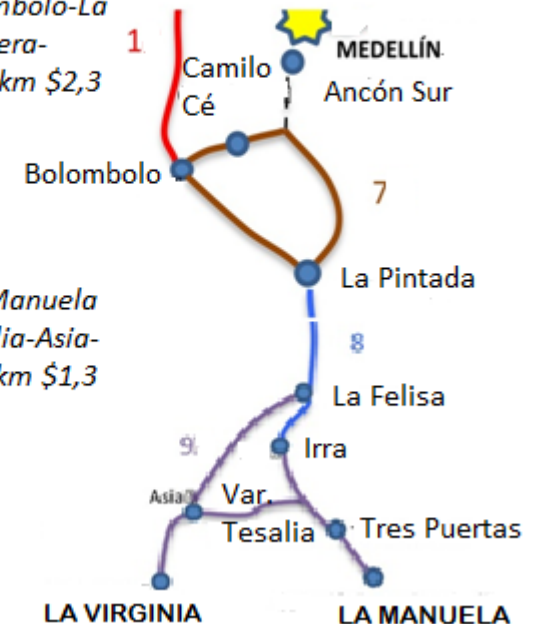 mbolo-La
era-
km $2,3
1
MEDELLÍN
Camilo
Cé
Ancón Sur
Bolombolo
7
La Pintada
Manuela
lia-Asia-
km $1,3
8
La Felisa
9
Irra
Asia
Var.
Tesalia
Tres Puertas
LA VIRGINIA
LA MANUELA